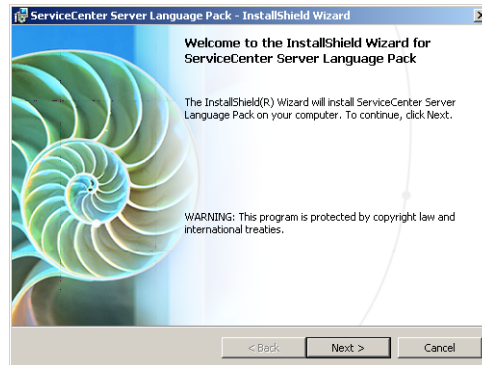 ServiceCenter Server Language Pack - InstallShield Wizard
Welcome to the InstallShield Wizard for
ServiceCenter Server Language Pack
The InstallShield(R) Wizard will install ServiceCenter Server
Language Pack on your computer. To continue, click Next.
WARNING: This program is protected by copyright law and
international treaties.
< Back
Next >
Cancel